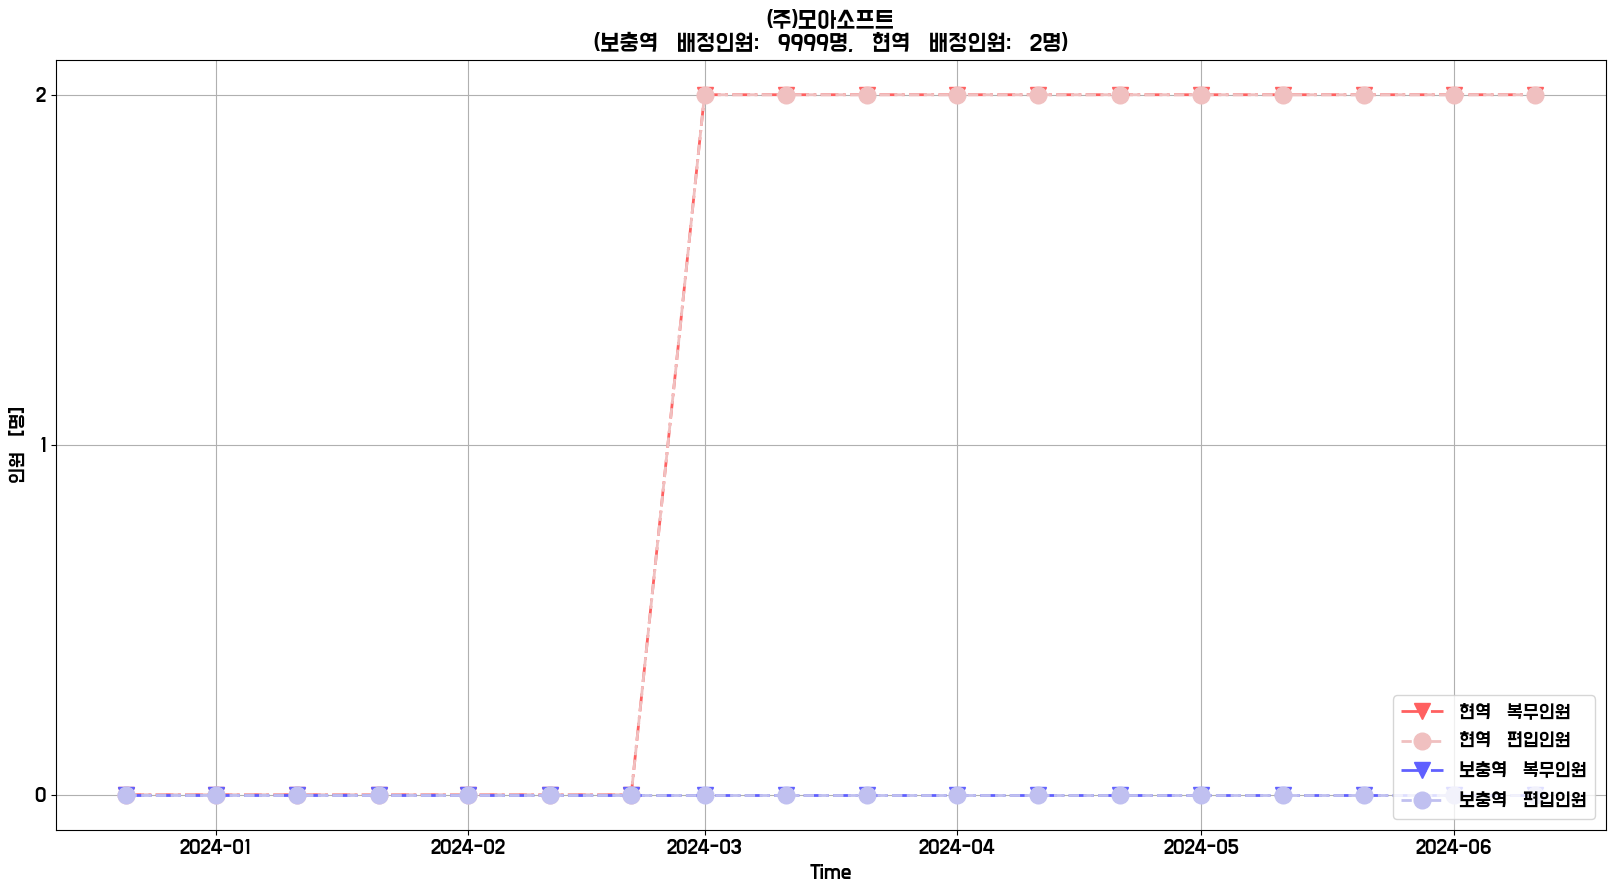 (주)모아소프트
(보충역 배정인원: 9999명, 현역 배정인원: 2명)
2
1
0
인원 [명]
2024-01 2024-02 2024-03 2024-04 2024-05 2024-06
Time
현역 복무인원
현역 편입인원
보충역 복무인원
보충역 편입인원